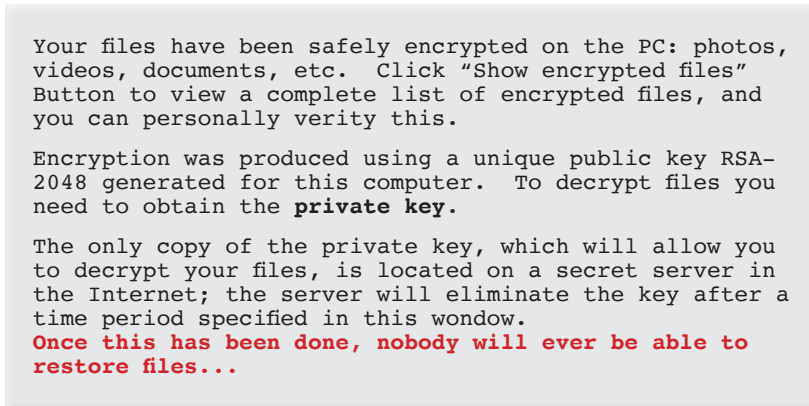 Your files have been safely encrypted on the PC: photos,
videos, documents, etc.  Click “Show encrypted files”
Button to view a complete list of encrypted files, and
you can personally verity this.
Encryption was produced using a unique public key RSA-
2048 generated for this computer.  To decrypt files you
need to obtain the private key.
The only copy of the private key, which will allow you
to decrypt your files, is located on a secret server in
the Internet; the server will eliminate the key after a
time period specified in this wondow.
Once this has been done, nobody will ever be able to
restore files...